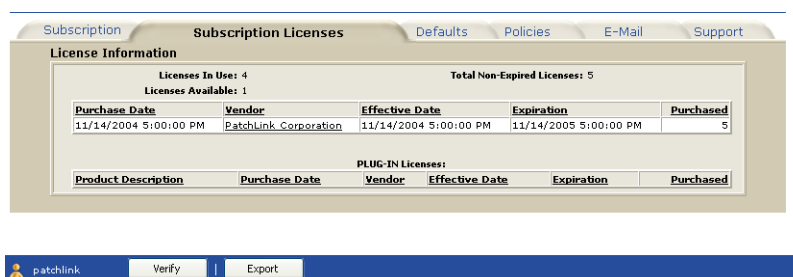 Subscription Subscription Licenses Defaults Policies E-Mail Support
License Information
Licenses In Use: 4 Total Non-Expired Licenses: 5
Licenses Available: 1
Purchase Date Vendor Effective Date Expiration Purchased
11/14/2004 5:00:00 PM PatchLink Corporation 11/14/2004 5:00:00 PM 11/14/2005 5:00:00 PM 5
PLUG-IN Licenses:
Product Description Purchase Date Vendor Effective Date Expiration Purchased
patchlink Verify | Export